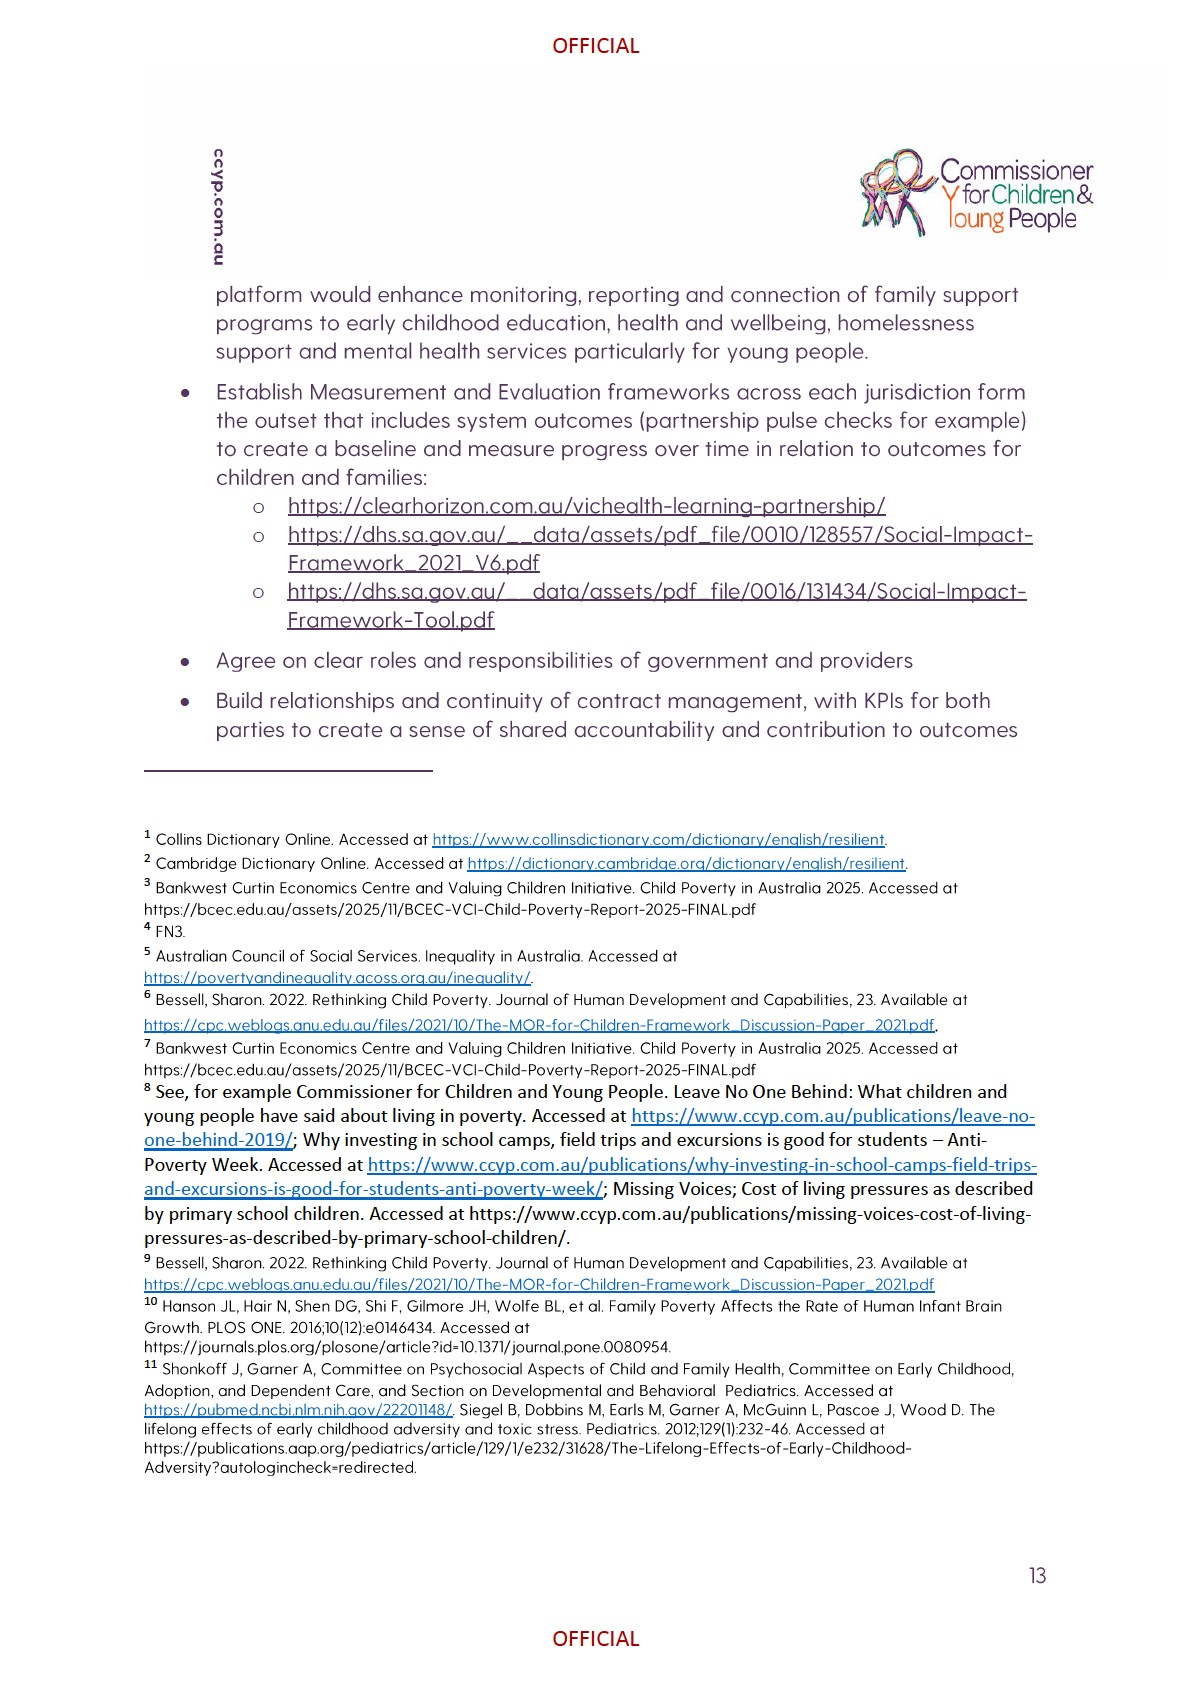 OFFICIAL
ccyp.com.au
Commissioner
for Children &
Young People
platform would enhance monitoring, reporting and connection of family support
programs to early childhood education, health and wellbeing, homelessness
support and mental health services particularly for young people.
• Establish Measurement and Evaluation frameworks across each jurisdiction form
the outset that includes system outcomes (partnership pulse checks for example)
to create a baseline and measure progress over time in relation to outcomes for
children and families:
o https://clearhorizon.com.au/vichealth-learning-partnership/
o https://dhs.sa.gov.au/__data/assets/pdf_file/0010/128557/Social-Impact-
Framework_2021_V6.pdf
o https://dhs.sa.gov.au/__data/assets/pdf_file/0016/131434/Social-Impact-
Framework-Tool.pdf
• Agree on clear roles and responsibilities of government and providers
• Build relationships and continuity of contract management, with KPIs for both
parties to create a sense of shared accountability and contribution to outcomes
1 Collins Dictionary Online. Accessed at https://www.collinsdictionary.com/dictionary/english/resilient.
2 Cambridge Dictionary Online. Accessed at https://dictionary.cambridge.org/dictionary/english/resilient.
3 Bankwest Curtin Economics Centre and Valuing Children Initiative. Child Poverty in Australia 2025. Accessed at
https://bcec.edu.au/assets/2025/11/BCEC-VCI-Child-Poverty-Report-2025-FINAL.pdf
4 FN3.
5 Australian Council of Social Services. Inequality in Australia. Accessed at
https://povertyandinequality.acoss.org.au/inequality/.
6 Bessell, Sharon. 2022. Rethinking Child Poverty. Journal of Human Development and Capabilities, 23. Available at
https://cpc.weblogs.anu.edu.au/files/2021/10/The-MOR-for-Children-Framework_Discussion-Paper_2021.pdf.
7 Bankwest Curtin Economics Centre and Valuing Children Initiative. Child Poverty in Australia 2025. Accessed at
https://bcec.edu.au/assets/2025/11/BCEC-VCI-Child-Poverty-Report-2025-FINAL.pdf
8 See, for example Commissioner for Children and Young People. Leave No One Behind: What children and
young people have said about living in poverty. Accessed at https://www.ccyp.com.au/publications/leave-no-
one-behind-2019/; Why investing in school camps, field trips and excursions is good for students – Anti-
Poverty Week. Accessed at https://www.ccyp.com.au/publications/why-investing-in-school-camps-field-trips-
and-excursions-is-good-for-students-anti-poverty-week/; Missing Voices; Cost of living pressures as described
by primary school children. Accessed at https://www.ccyp.com.au/publications/missing-voices-cost-of-living-
pressures-as-described-by-primary-school-children/.
9 Bessell, Sharon. 2022. Rethinking Child Poverty. Journal of Human Development and Capabilities, 23. Available at
https://cpc.weblogs.anu.edu.au/files/2021/10/The-MOR-for-Children-Framework_Discussion-Paper_2021.pdf
10 Hanson JL, Hair N, Shen DG, Shi F, Gilmore JH, Wolfe BL, et al. Family Poverty Affects the Rate of Human Infant Brain
Growth. PLOS ONE. 2016;10(12):e0146434. Accessed at
https://journals.plos.org/plosone/article?id=10.1371/journal.pone.0080954.
11 Shonkoff J, Garner A, Committee on Psychosocial Aspects of Child and Family Health, Committee on Early Childhood,
Adoption, and Dependent Care, and Section on Developmental and Behavioral  Pediatrics. Accessed at
https://pubmed.ncbi.nlm.nih.gov/22201148/. Siegel B, Dobbins M, Earls M, Garner A, McGuinn L, Pascoe J, Wood D. The
lifelong effects of early childhood adversity and toxic stress. Pediatrics. 2012;129(1):232-46. Accessed at
https://publications.aap.org/pediatrics/article/129/1/e232/31628/The-Lifelong-Effects-of-Early-Childhood-
Adversity?autologincheck=redirected.
13
OFFICIAL